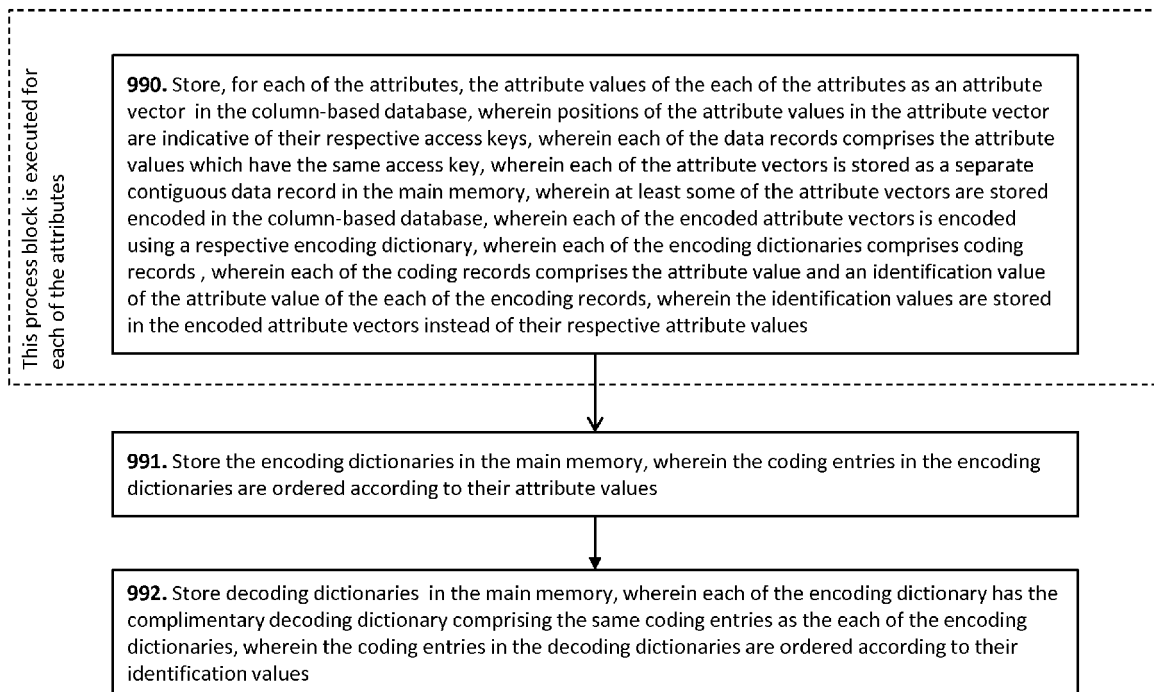 This process block is executed for
each of the attributes
990. Store, for each of the attributes, the attribute values of the each of the attributes as an attribute
vector in the column-based database, wherein positions of the attribute values in the attribute vector
are indicative of their respective access keys, wherein each of the data records comprises the attribute
values which have the same access key, wherein each of the attribute vectors is stored as a separate
contiguous data record in the main memory, wherein at least some of the attribute vectors are stored
encoded in the column-based database, wherein each of the encoded attribute vectors is encoded
using a respective encoding dictionary, wherein each of the encoding dictionaries comprises coding
records , wherein each of the coding records comprises the attribute value and an identification value
of the attribute value of the each of the encoding records, wherein the identification values are stored
in the encoded attribute vectors instead of their respective attribute values
991. Store the encoding dictionaries in the main memory, wherein the coding entries in the encoding
dictionaries are ordered according to their attribute values
992. Store decoding dictionaries in the main memory, wherein each of the encoding dictionary has the
complimentary decoding dictionary comprising the same coding entries as the each of the encoding
dictionaries, wherein the coding entries in the decoding dictionaries are ordered according to their
identification values